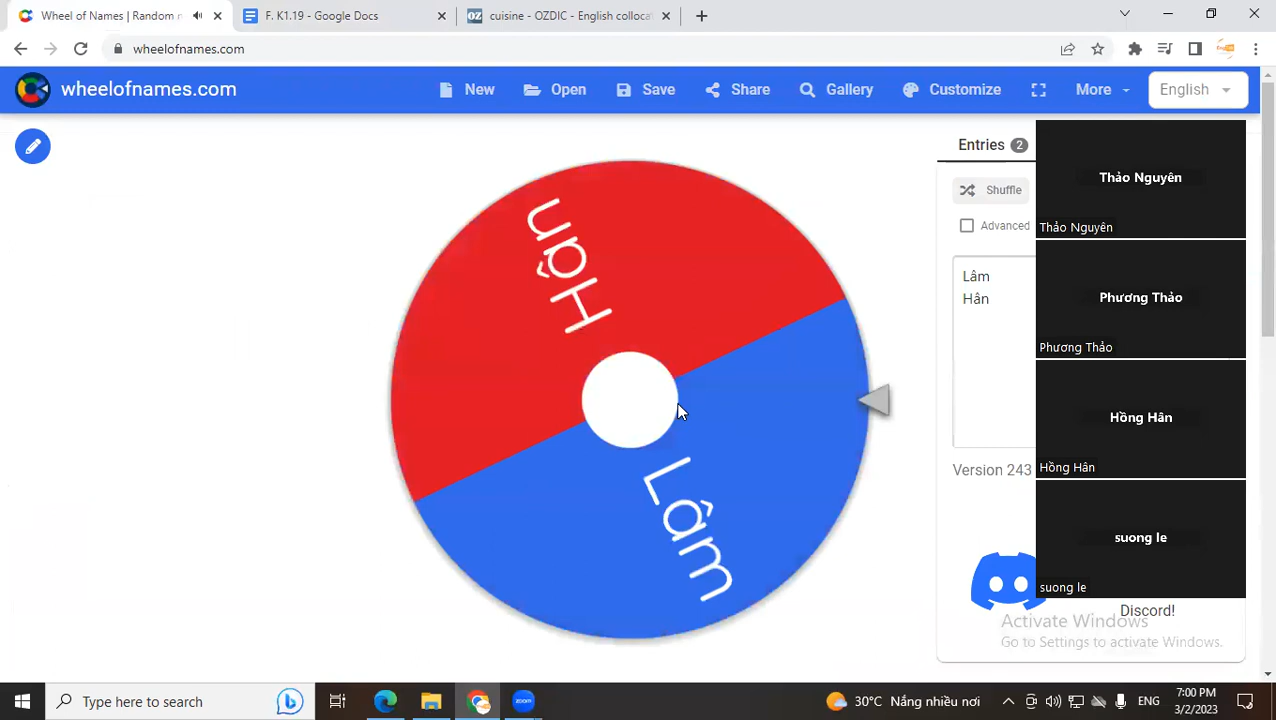 Wheel of Names | Random n
F. K1.19 - Google Docs
cuisine - OZDIC - English colloca
wheelofnames.com
wheelofnames.com
New
Open
Save
Share
Gallery
Customize
More
English
Entries 2
Shuffle
Advanced
Lâm
Hân
Version 243
Hân
Lâm
Thảo Nguyên
Thảo Nguyên
Phương Thảo
Phương Thảo
Hồng Hân
Hồng Hân
suong le
suong le
Discord!
Activate Windows
Go to Settings to activate Windows.
Type here to search
zoom
30°C Nắng nhiều nơi
ENG
7:00 PM
3/2/2023